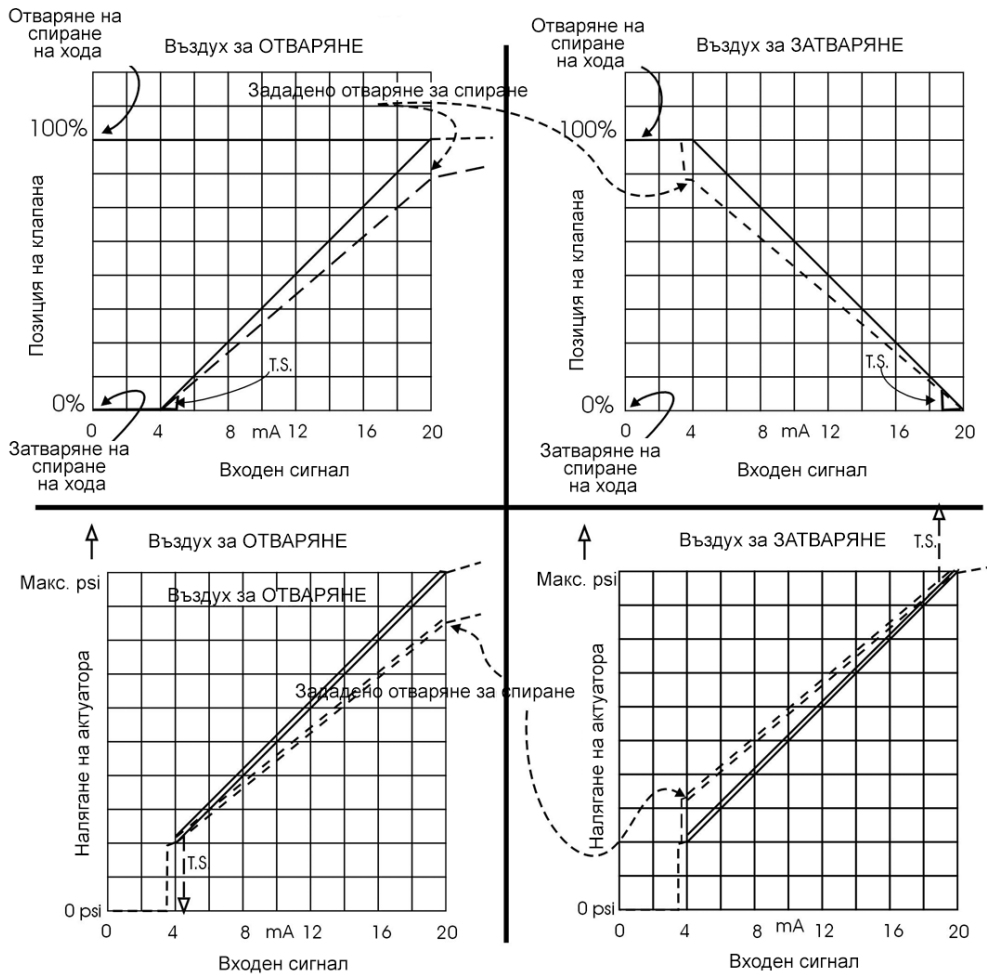 Отваряне на
спиране
на хода
Въздух за ОТВАРЯНЕ
100%
Зададено отваряне за спиране
Позиция на клапана
T.S.
0%
0
4
8
mA
12
16
20
Затваряне на
спиране
на хода
Входен сигнал
Отваряне на
спиране
на хода
Въздух за ЗАТВАРЯНЕ
100%
Позиция на клапана
T.S.
0%
0
4
8
mA
12
16
20
Затваряне на
спиране
на хода
Входен сигнал
Въздух за ОТВАРЯНЕ
Макс. psi
Въздух за ОТВАРЯНЕ
Зададено отваряне за спиране
Налягане на актуатора
T.S
0 psi
0
4
8
mA
12
16
20
Входен сигнал
Въздух за ЗАТВАРЯНЕ
T.S.
Макс. psi
Налягане на актуатора
0 psi
0
4
8
mA
12
16
20
Входен сигнал